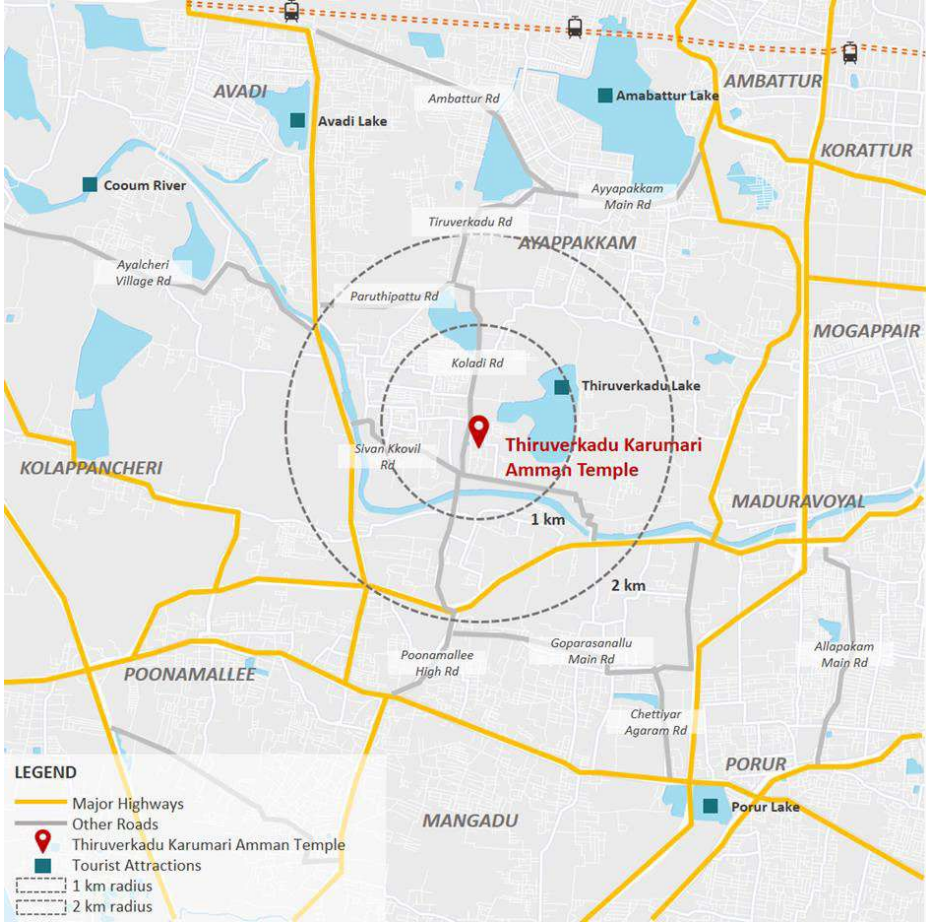 AVADI
Avadi Lake
Ambattur Rd
Amabattur Lake
AMBATTUR
KORATTUR
Cooum River
Ayyapakkam
Main Rd
Tiruverkadu Rd
AYAPPAKKAM
Ayalcheri
Village Rd
Paruthipattu Rd
MOGAPPAIR
Koladi Rd
Thiruverkadu Lake
Sivan Kkovil
Rd
Thiruverkadu Karumari
Amman Temple
KOLAPPANCHERI
MADURAVOYAL
1 km
2 km
Poonamallee
High Rd
Goparasanallu
Main Rd
Allapakam
Main Rd
POONAMALLEE
Chettiyar
Agaram Rd
PORUR
Porur Lake
MANGADU
LEGEND
Major Highways
Other Roads
Thiruverkadu Karumari Amman Temple
Tourist Attractions
1 km radius
2 km radius